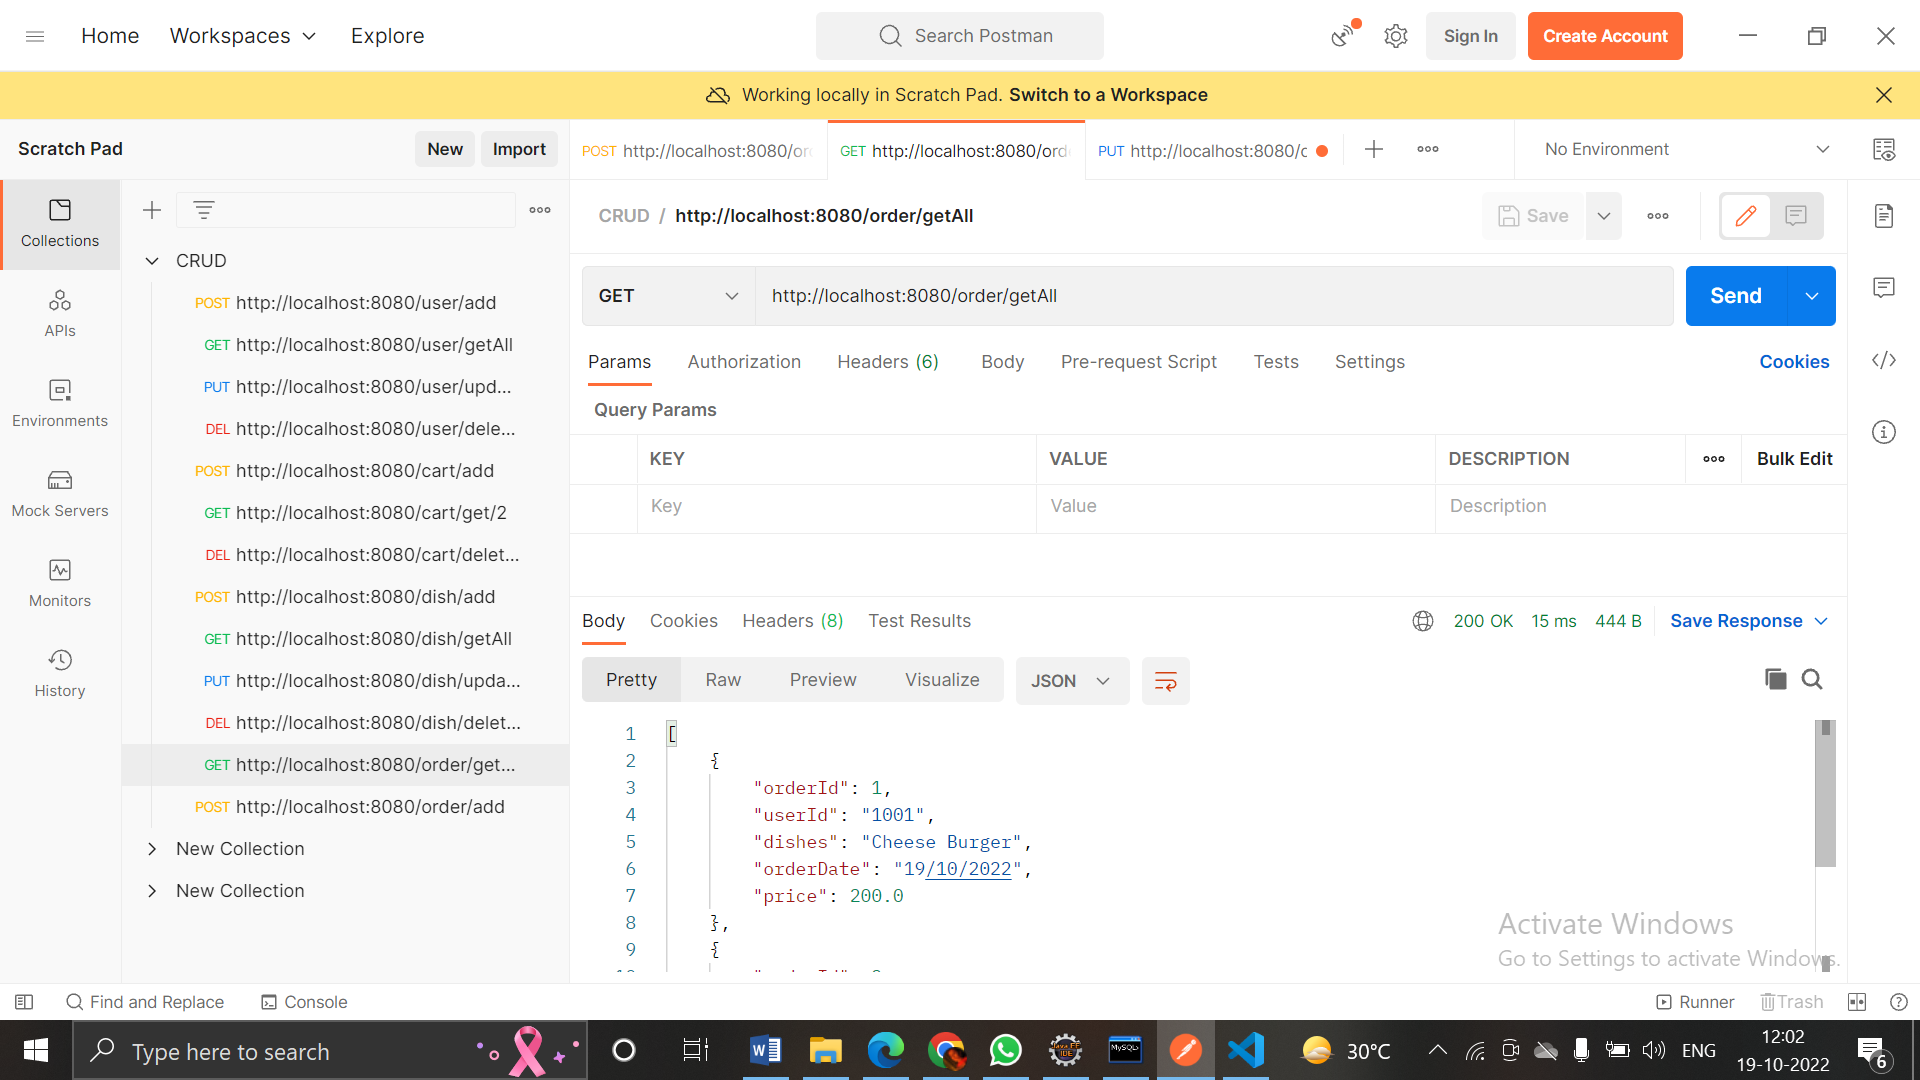 Home Workspaces Explore Search Postman Sign In Create Account
Working locally in Scratch Pad. Switch to a Workspace
Scratch Pad New Import
POST http://localhost:8080/or GET http://localhost:8080/ord PUT http://localhost:8080/c No Environment
Collections
APIs
Environments
Mock Servers
Monitors
History
CRUD
POST http://localhost:8080/user/add
GET http://localhost:8080/user/getAll
PUT http://localhost:8080/user/upd...
DEL http://localhost:8080/user/dele...
POST http://localhost:8080/cart/add
GET http://localhost:8080/cart/get/2
DEL http://localhost:8080/cart/delet...
POST http://localhost:8080/dish/add
GET http://localhost:8080/dish/getAll
PUT http://localhost:8080/dish/upda...
DEL http://localhost:8080/dish/delet...
GET http://localhost:8080/order/get...
POST http://localhost:8080/order/add
New Collection
New Collection
CRUD / http://localhost:8080/order/getAll Save
GET http://localhost:8080/order/getAll Send
Params Authorization Headers (6) Body Pre-request Script Tests Settings Cookies
Query Params
KEY VALUE DESCRIPTION Bulk Edit
Key Value Description
Body Cookies Headers (8) Test Results 200 OK 15 ms 444 B Save Response
Pretty Raw Preview Visualize JSON
1 [
2 {
3 "orderId": 1,
4 "userId": "1001",
5 "dishes": "Cheese Burger",
6 "orderDate": "19/10/2022",
7 "price": 200.0
8 },
9 {
Activate Windows
Go to Settings to activate Windows.
Find and Replace Console Runner Trash
Type here to search
MySQL
Java EE
IDE
30°C ENG
12:02
19-10-2022
6